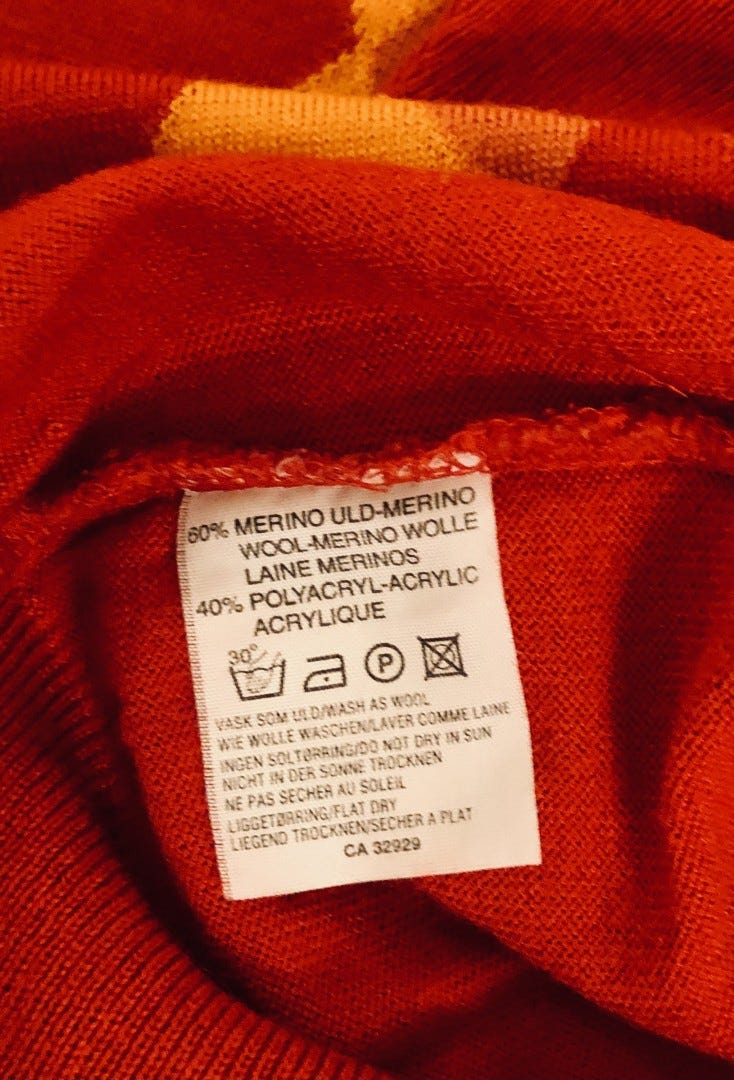 60% MERINO ULD-MERINO
WOOL-MERINO WOLLE
LAINE MERINOS
40% POLYACRYL-ACRYLIC
ACRYLIQUE
30°
P
VASK SOM ULD/WASH AS WOOL
WIE WOLLE WASCHEN/LAVER COMME LAINE
INGEN SOLTØRRING/DO NOT DRY IN SUN
NICHT IN DER SONNE TROCKNEN
NE PAS SECHER AU SOLEIL
LIGGETØRRING/FLAT DRY
LIEGEND TROCKNEN/SECHER A PLAT
CA 32929